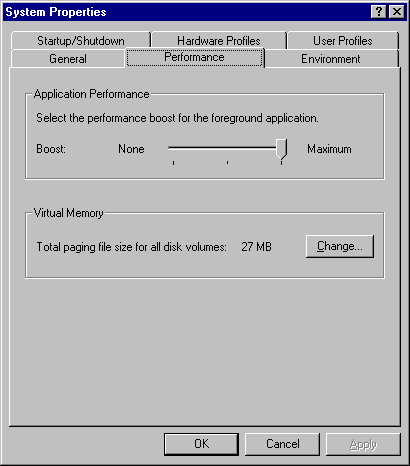 System Properties
Startup/Shutdown Hardware Profiles User Profiles
General Performance Environment
Application Performance
Select the performance boost for the foreground application.
Boost: None Maximum
Virtual Memory
Total paging file size for all disk volumes: 27 MB Change...
OK Cancel Apply